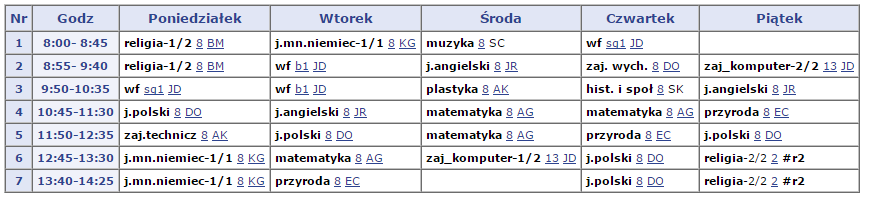 Nr Godz Poniedziałek Wtorek Środa Czwartek Piątek
1 8:00- 8:45 religia-1/2 8 BM j.mn.niemiec-1/1 8 KG muzyka 8 SC wf sg1 JD
2 8:55- 9:40 religia-1/2 8 BM wf b1 JD j.angielski 8 JR zaj. wych. 8 DO zaj_komputer-2/2 13 JD
3 9:50-10:35 wf sg1 JD wf b1 JD plastyka 8 AK hist. i społ 8 SK j.angielski 8 JR
4 10:45-11:30 j.polski 8 DO j.angielski 8 JR matematyka 8 AG matematyka 8 AG przyroda 8 EC
5 11:50-12:35 zaj.technicz 8 AK j.polski 8 DO matematyka 8 AG przyroda 8 EC j.polski 8 DO
6 12:45-13:30 j.mn.niemiec-1/1 8 KG matematyka 8 AG zaj_komputer-1/2 13 JD j.polski 8 DO religia-2/2 2 #r2
7 13:40-14:25 j.mn.niemiec-1/1 8 KG przyroda 8 EC j.polski 8 DO religia-2/2 2 #r2